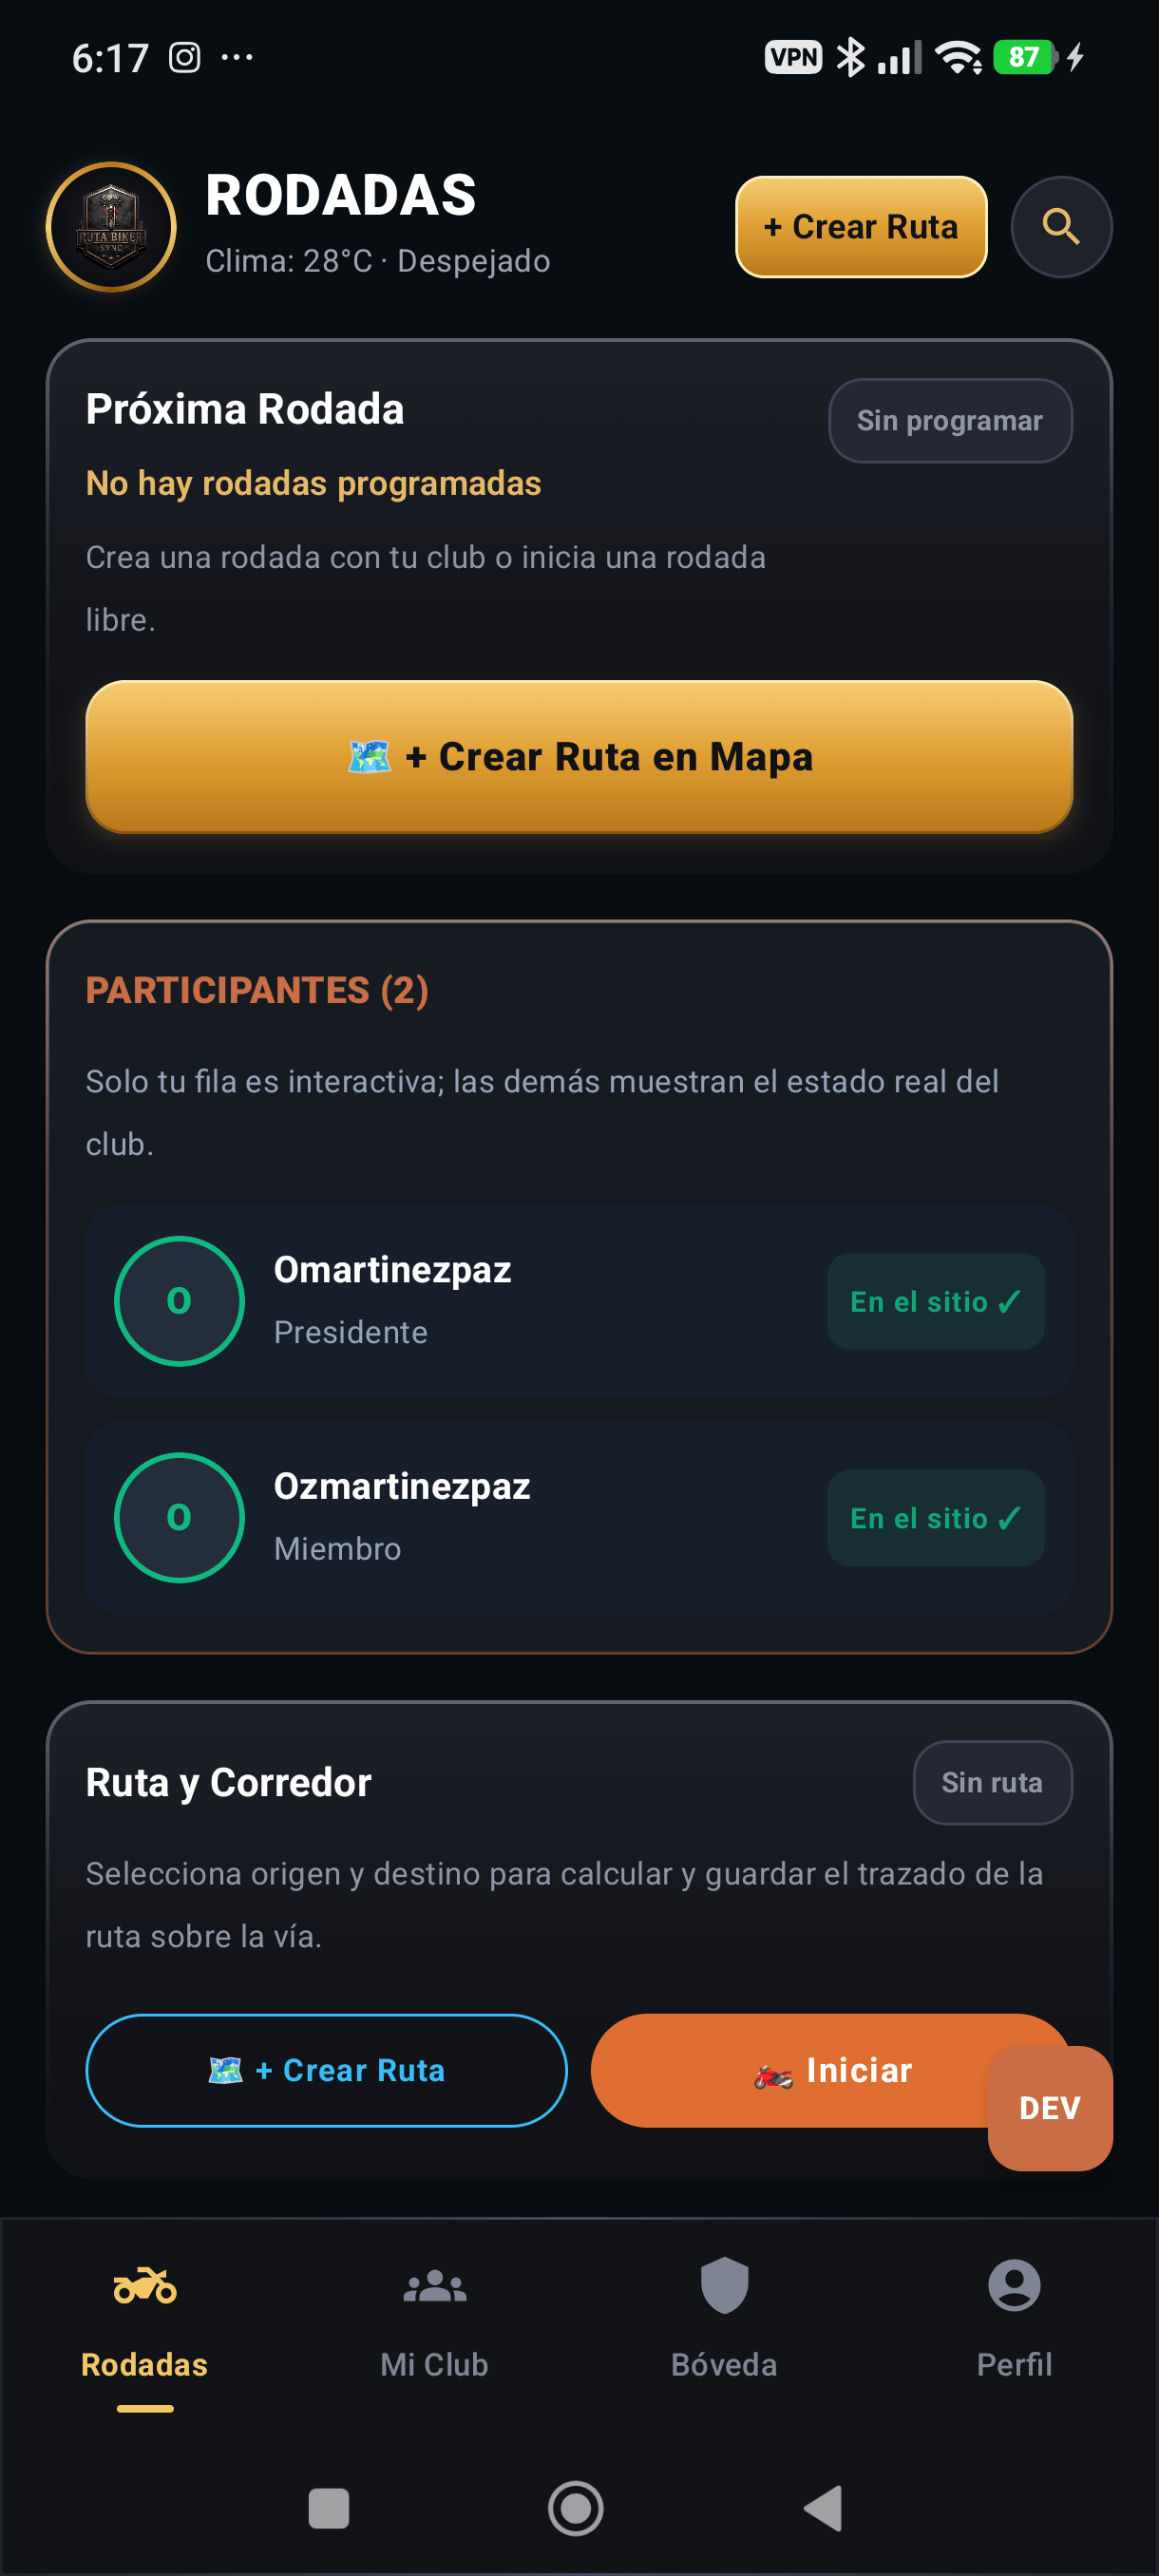 6:17
VPN
87
RUTA BIKER
SYNC
RODADAS
Clima: 28°C · Despejado
+ Crear Ruta
Próxima Rodada
Sin programar
No hay rodadas programadas
Crea una rodada con tu club o inicia una rodada
libre.
+ Crear Ruta en Mapa
PARTICIPANTES (2)
Solo tu fila es interactiva; las demás muestran el estado real del
club.
O
Omartinezpaz
Presidente
En el sitio ✓
O
Ozmartinezpaz
Miembro
En el sitio ✓
Ruta y Corredor
Sin ruta
Selecciona origen y destino para calcular y guardar el trazado de la
ruta sobre la vía.
+ Crear Ruta
Iniciar
DEV
Rodadas
Mi Club
Bóveda
Perfil